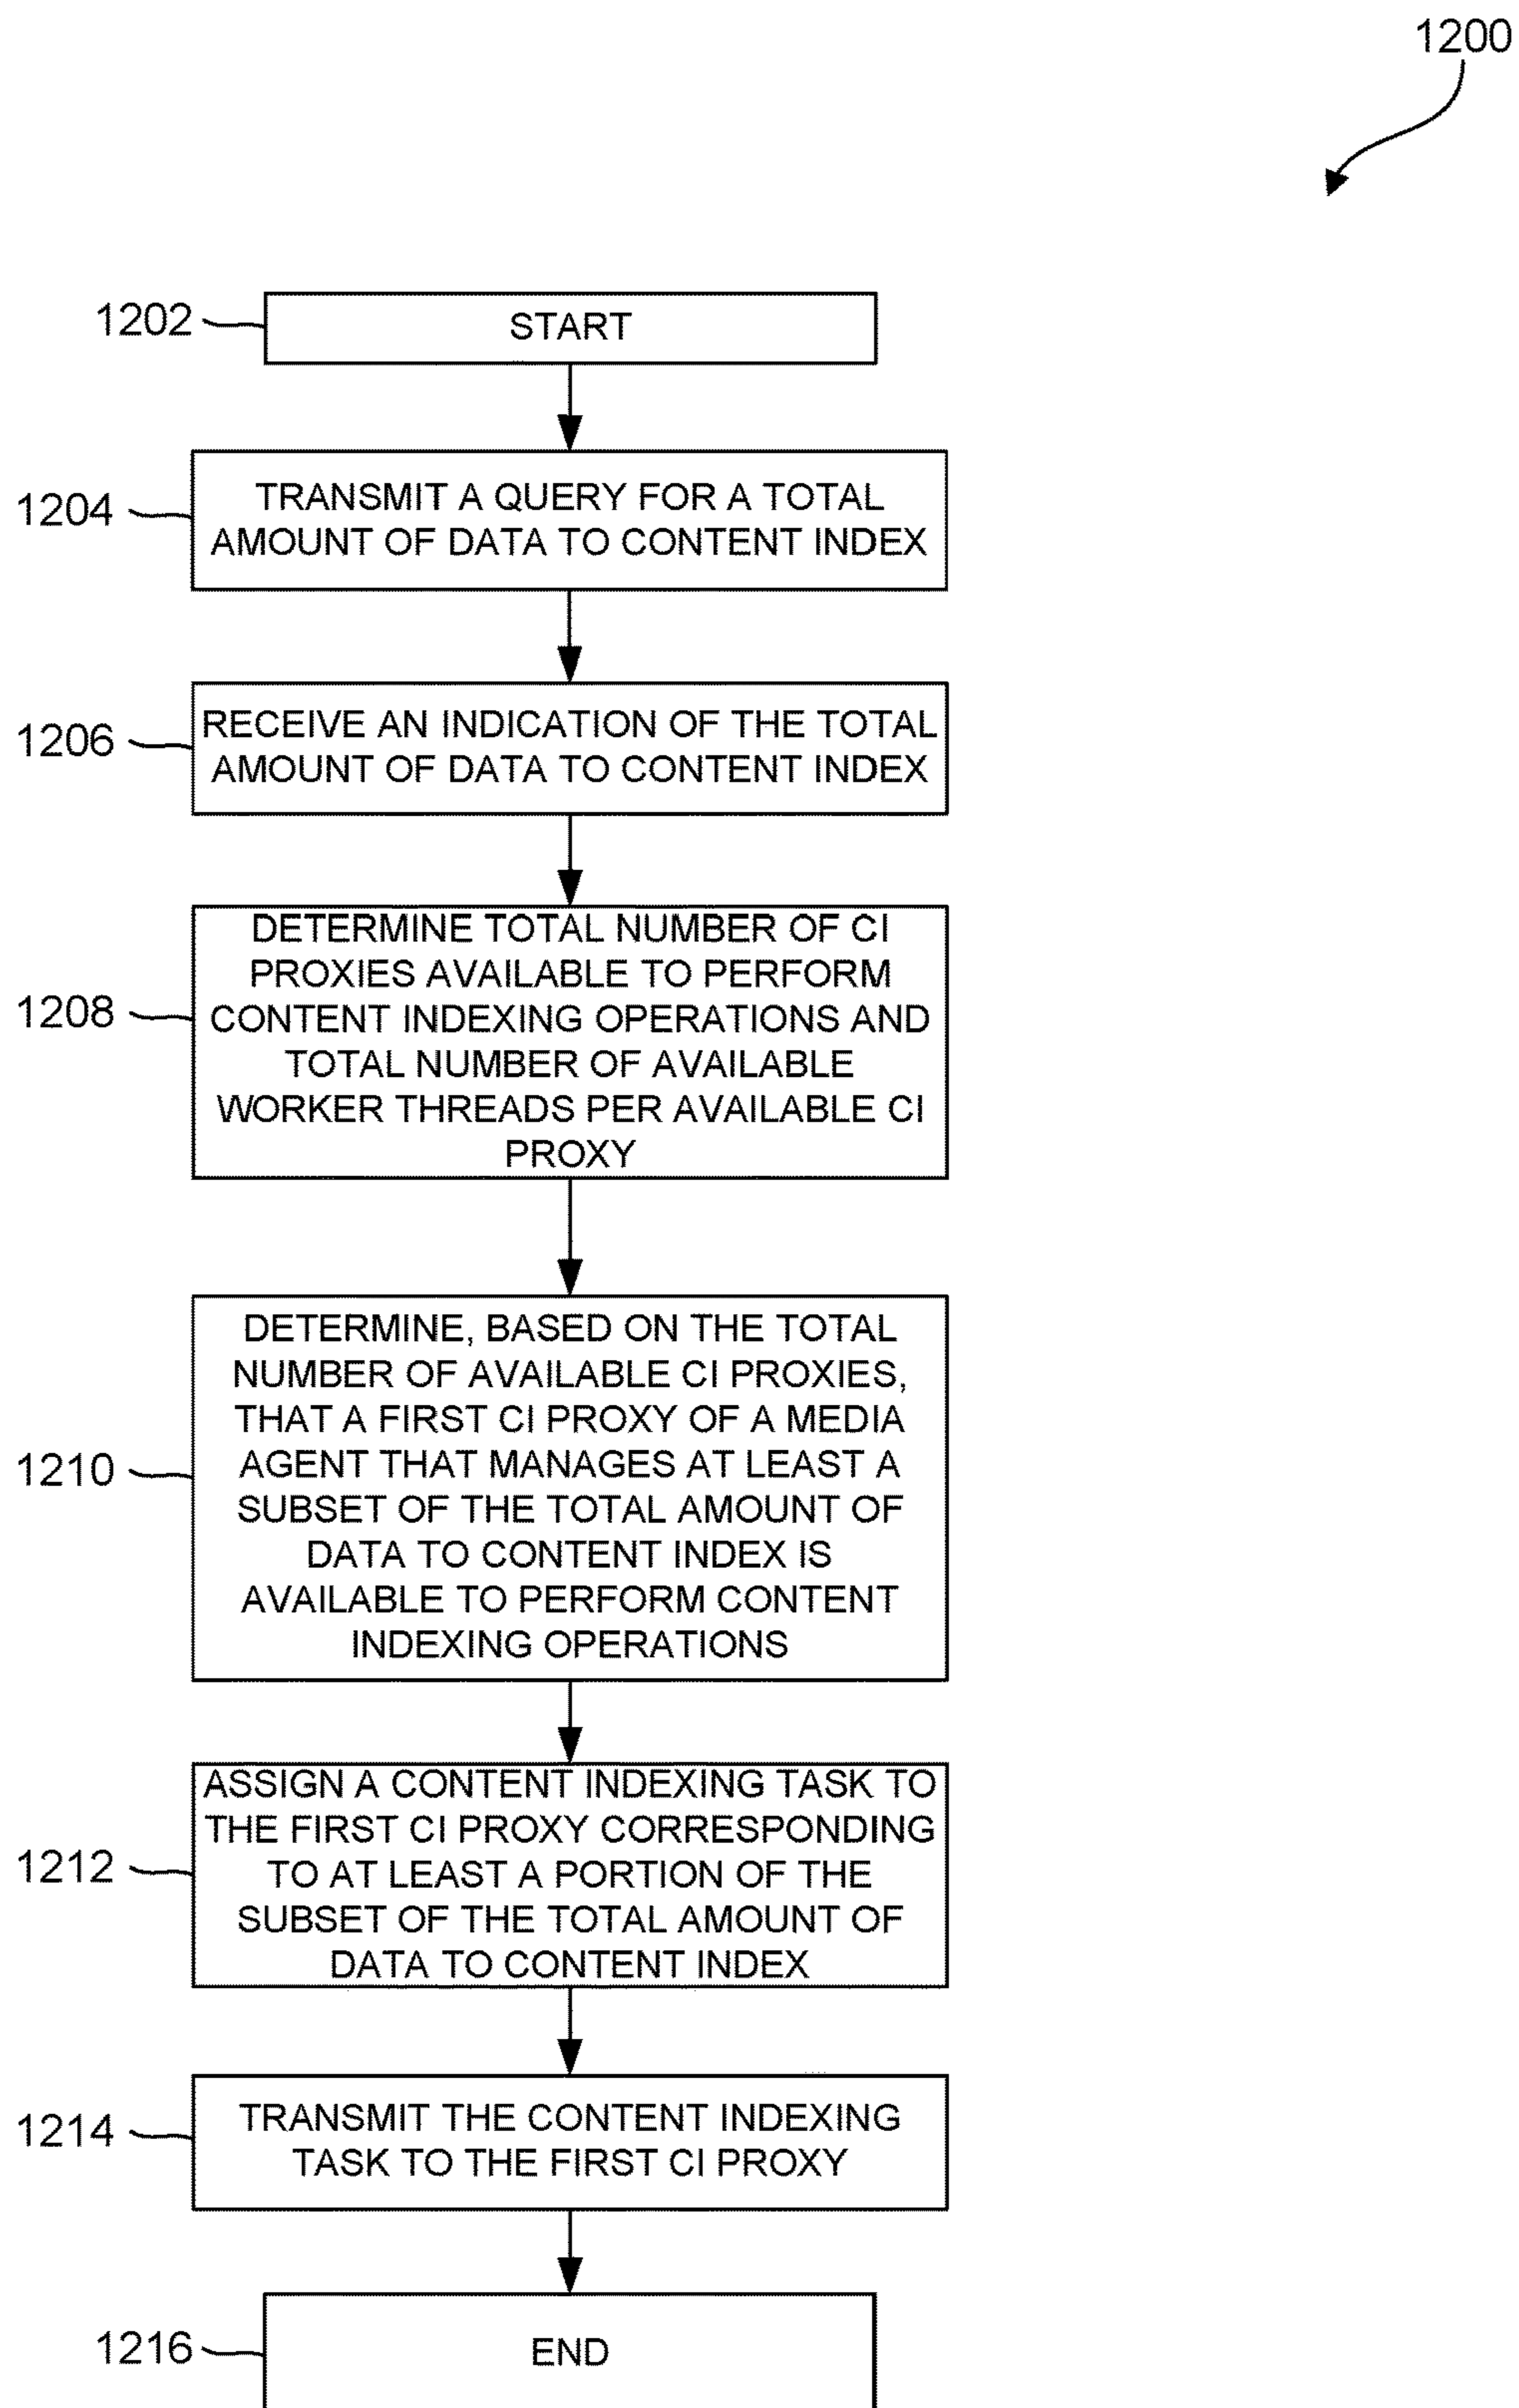 1200
1202
START
1204
TRANSMIT A QUERY FOR A TOTAL
AMOUNT OF DATA TO CONTENT INDEX
1206
RECEIVE AN INDICATION OF THE TOTAL
AMOUNT OF DATA TO CONTENT INDEX
1208
DETERMINE TOTAL NUMBER OF CI
PROXIES AVAILABLE TO PERFORM
CONTENT INDEXING OPERATIONS AND
TOTAL NUMBER OF AVAILABLE
WORKER THREADS PER AVAILABLE CI
PROXY
1210
DETERMINE, BASED ON THE TOTAL
NUMBER OF AVAILABLE CI PROXIES,
THAT A FIRST CI PROXY OF A MEDIA
AGENT THAT MANAGES AT LEAST A
SUBSET OF THE TOTAL AMOUNT OF
DATA TO CONTENT INDEX IS
AVAILABLE TO PERFORM CONTENT
INDEXING OPERATIONS
1212
ASSIGN A CONTENT INDEXING TASK TO
THE FIRST CI PROXY CORRESPONDING
TO AT LEAST A PORTION OF THE
SUBSET OF THE TOTAL AMOUNT OF
DATA TO CONTENT INDEX
1214
TRANSMIT THE CONTENT INDEXING
TASK TO THE FIRST CI PROXY
1216
END